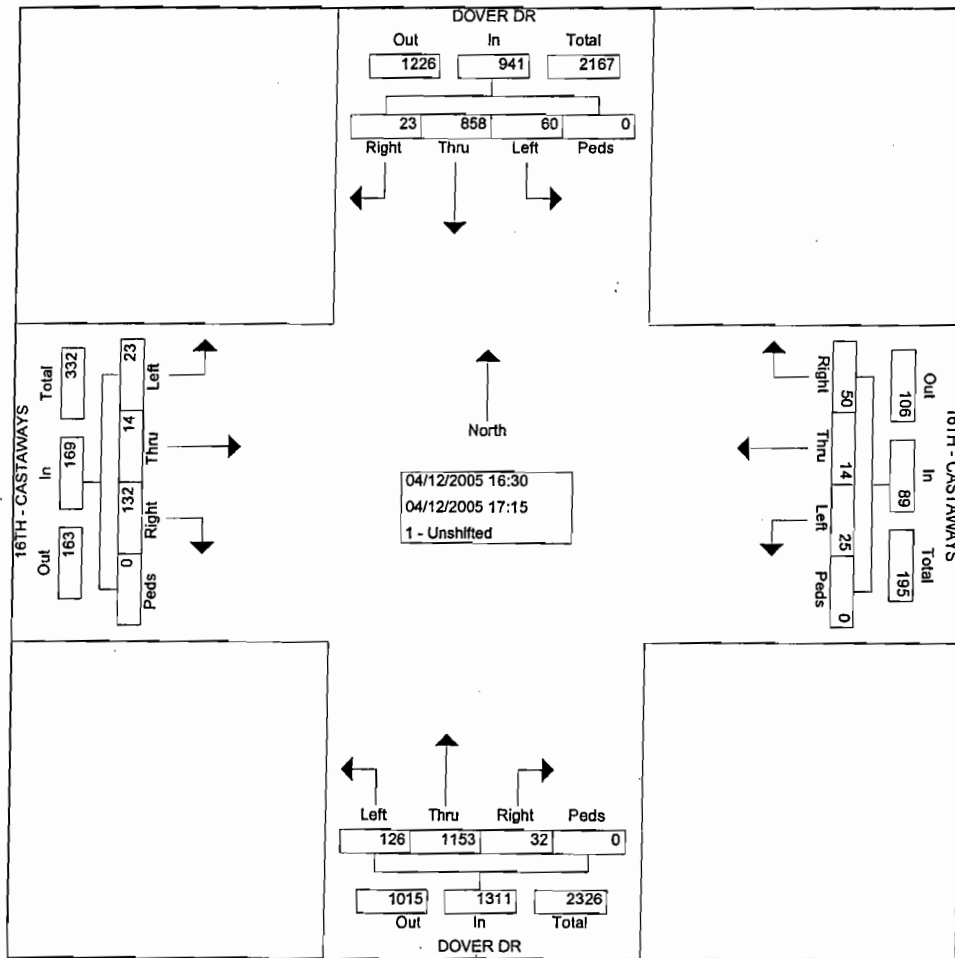 DOVER DR
Out In Total
1226 941 2167
23 858 60 0
Right Thru Left Peds
16TH - CASTAWAYS
Out In Total
163 169 332
23 14 132 0
Left Thru Right Peds
North
04/12/2005 16:30
04/12/2005 17:15
1 - Unshifted
Right Thru Left Peds
50 14 25 0
Out In Total
106 89 195
16TH - CASTAWAYS
Left Thru Right Peds
126 1153 32 0
1015 1311 2326
Out In Total
DOVER DR